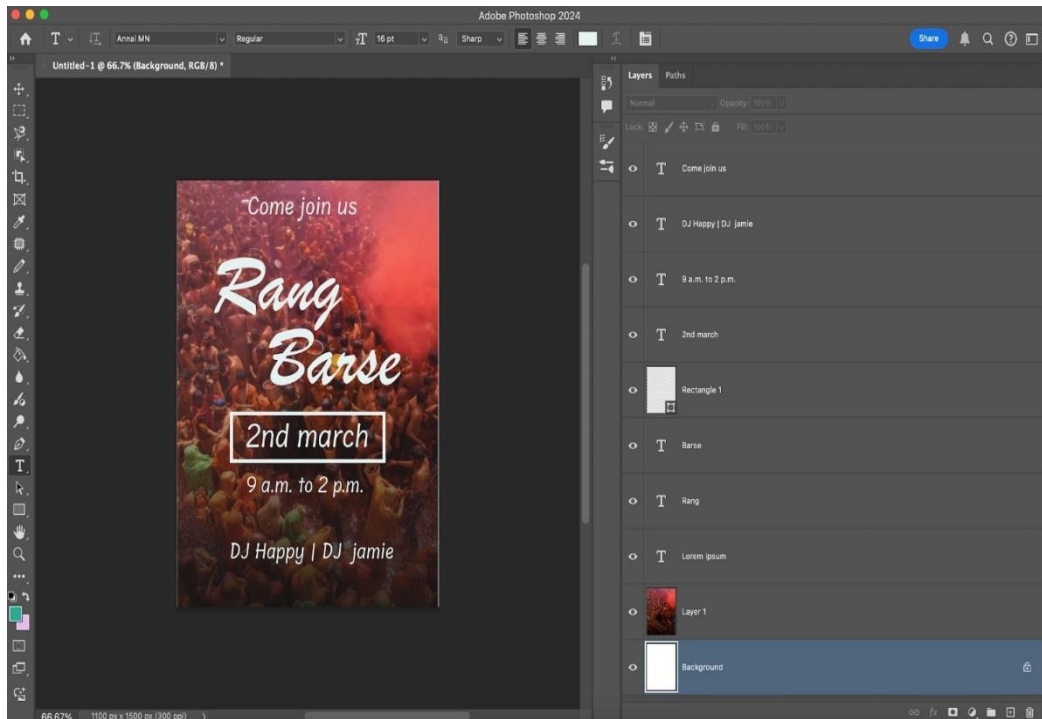 Adobe Photoshop 2024
T Annai MN Regular 16 pt Sharp Share
Untitled-1 @ 66.7% (Background, RGB/8) *
Layers Paths
Normal Opacity: 100%
Lock: Fill: 100%
Come join us
DJ Happy | DJ jamie
9 a.m. to 2 p.m.
2nd march
Rectangle 1
Barse
Rang
Lorem Ipsum
Layer 1
Background
Come join us
Rang
Barse
2nd march
9 a.m. to 2 p.m.
DJ Happy | DJ jamie
66.67% 1100 px x 1500 px (300 ppi)
fx